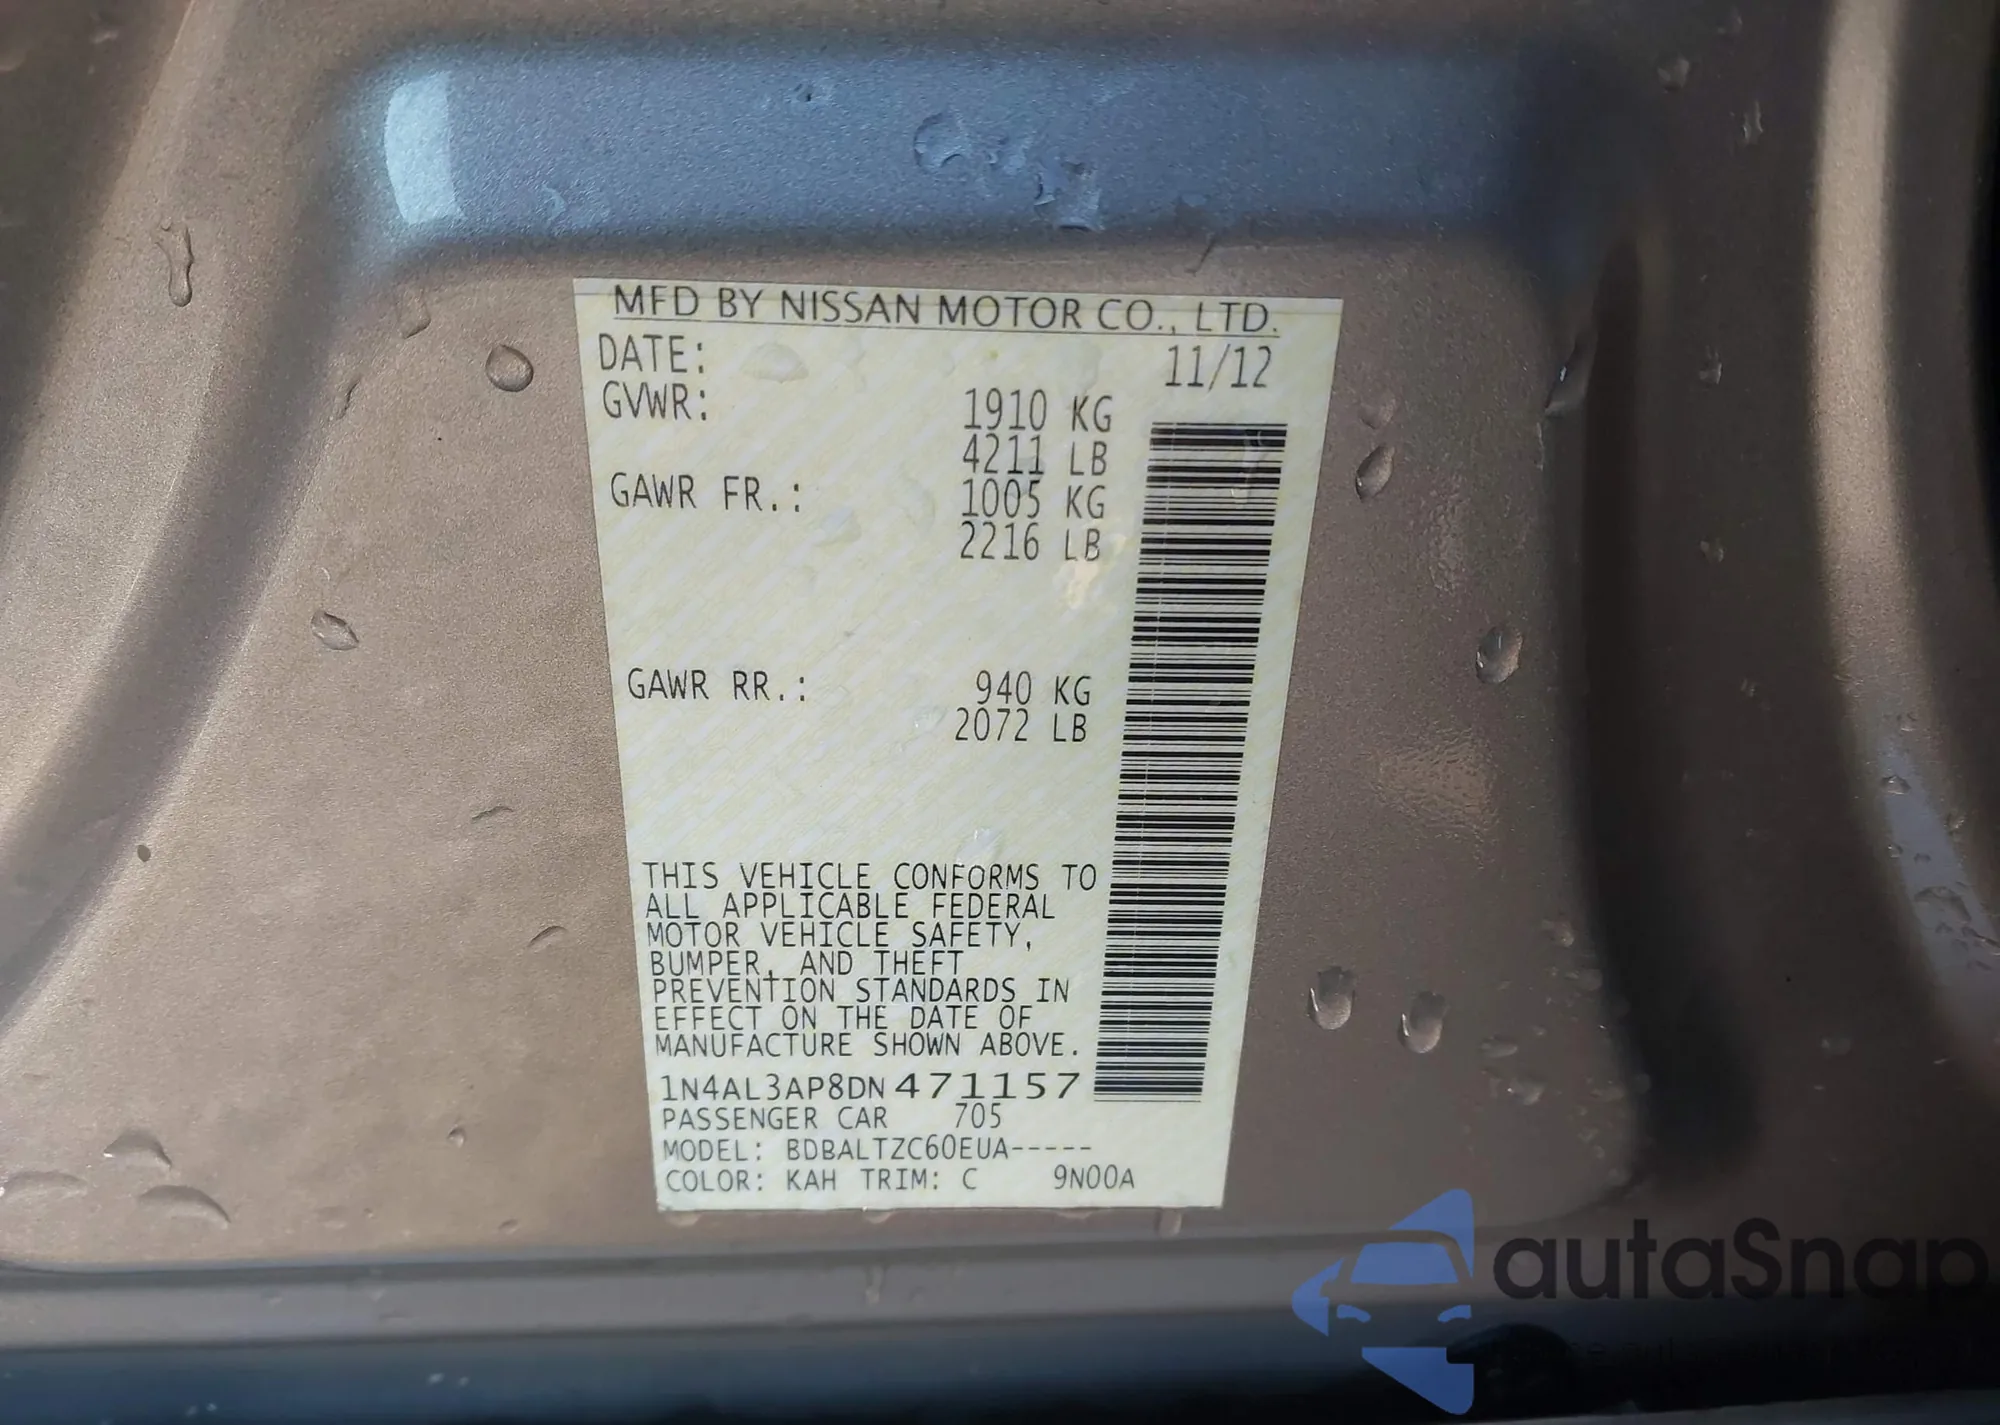 MFD BY NISSAN MOTOR CO., LTD.
DATE: 11/12
GVWR: 1910 KG
4211 LB
GAWR FR.: 1005 KG
2216 LB
GAWR RR.: 940 KG
2072 LB
THIS VEHICLE CONFORMS TO
ALL APPLICABLE FEDERAL
MOTOR VEHICLE SAFETY,
BUMPER, AND THEFT
PREVENTION STANDARDS IN
EFFECT ON THE DATE OF
MANUFACTURE SHOWN ABOVE.
1N4AL3AP8DN471157
PASSENGER CAR 705
MODEL: BDBALTZC60EUA-----
COLOR: KAH TRIM: C 9N00A
autaSnap